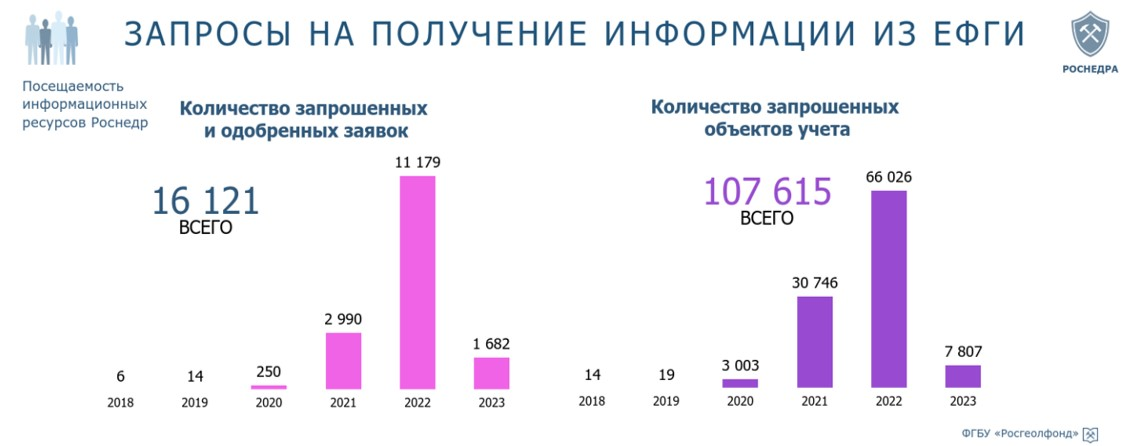 ЗАПРОСЫ НА ПОЛУЧЕНИЕ ИНФОРМАЦИИ ИЗ ЕФГИ
РОСНЕДРА
Посещаемость
информационных
ресурсов Роснедр
Количество запрошенных
и одобренных заявок
16 121
ВСЕГО
11 179
2 990
1 682
250
14
6
2018 2019 2020 2021 2022 2023
Количество запрошенных
объектов учета
107 615
ВСЕГО
66 026
30 746
7 807
3 003
19
14
2018 2019 2020 2021 2022 2023
ФГБУ «Росгеолфонд»